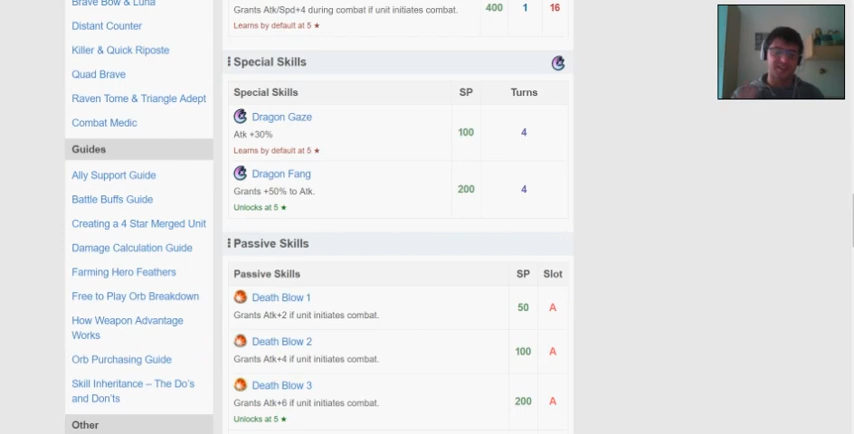 Brave Bow & Luna
Distant Counter
Killer & Quick Riposte
Quad Brave
Raven Tome & Triangle Adept
Combat Medic
Guides
Ally Support Guide
Battle Buffs Guide
Creating a 4 Star Merged Unit
Damage Calculation Guide
Farming Hero Feathers
Free to Play Orb Breakdown
How Weapon Advantage
Works
Orb Purchasing Guide
Skill Inheritance – The Do's
and Don'ts
Other
Grants Atk/Spd+4 during combat if unit initiates combat. 400 1 16
Learns by default at 5 ★
Special Skills
Special Skills SP Turns
Dragon Gaze
Atk +30% 100 4
Learns by default at 5 ★
Dragon Fang
Grants +50% to Atk. 200 4
Unlocks at 5 ★
Passive Skills
Passive Skills SP Slot
Death Blow 1
Grants Atk+2 if unit initiates combat. 50 A
Death Blow 2
Grants Atk+4 if unit initiates combat. 100 A
Death Blow 3
Grants Atk+6 if unit initiates combat. 200 A
Unlocks at 5 ★